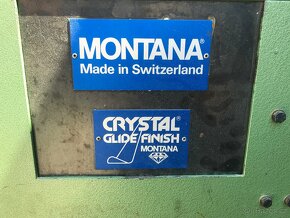 MONTANA®
Made in Switzerland
CRYSTAL®
GLIDE FINISH
MONTANA